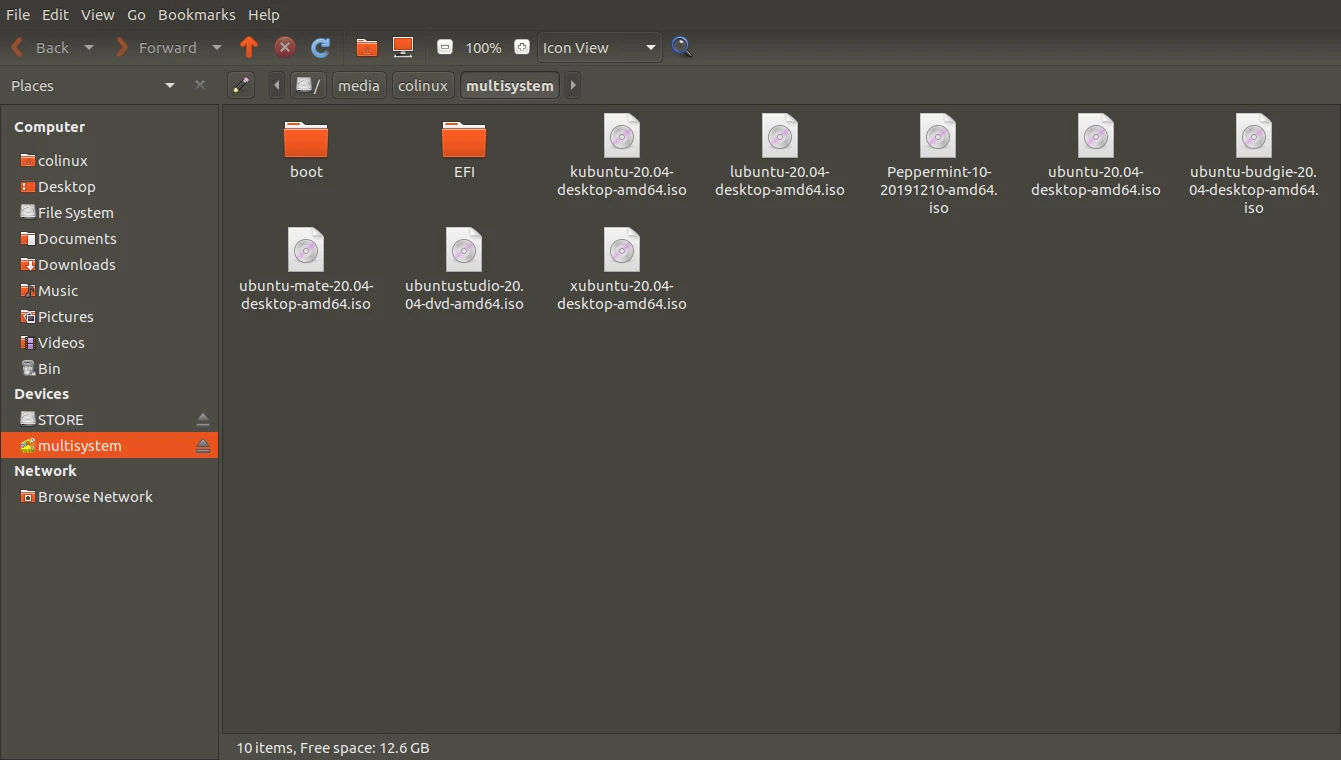 File Edit View Go Bookmarks Help
Back Forward 100% Icon View
Places / media colinux multisystem
Computer
colinux
Desktop
File System
Documents
Downloads
Music
Pictures
Videos
Bin
Devices
STORE
multisystem
Network
Browse Network
boot
EFI
kubuntu-20.04-
desktop-amd64.iso
lubuntu-20.04-
desktop-amd64.iso
Peppermint-10-
20191210-amd64.
iso
ubuntu-20.04-
desktop-amd64.iso
ubuntu-budgie-20.
04-desktop-amd64.
iso
ubuntu-mate-20.04-
desktop-amd64.iso
ubuntustudio-20.
04-dvd-amd64.iso
xubuntu-20.04-
desktop-amd64.iso
10 items, Free space: 12.6 GB